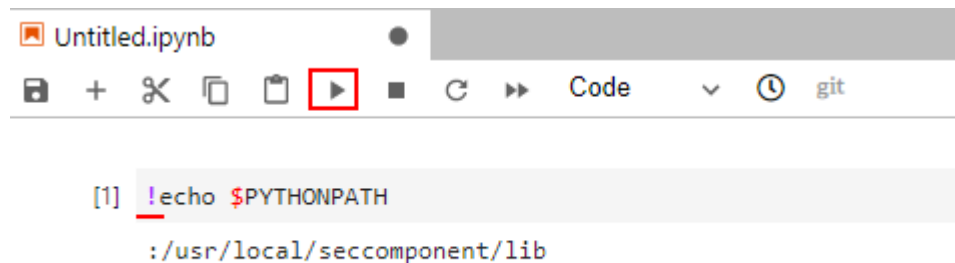 Untitled.ipynb
Code git
[1] !echo $PYTHONPATH
:/usr/local/seccomponent/lib